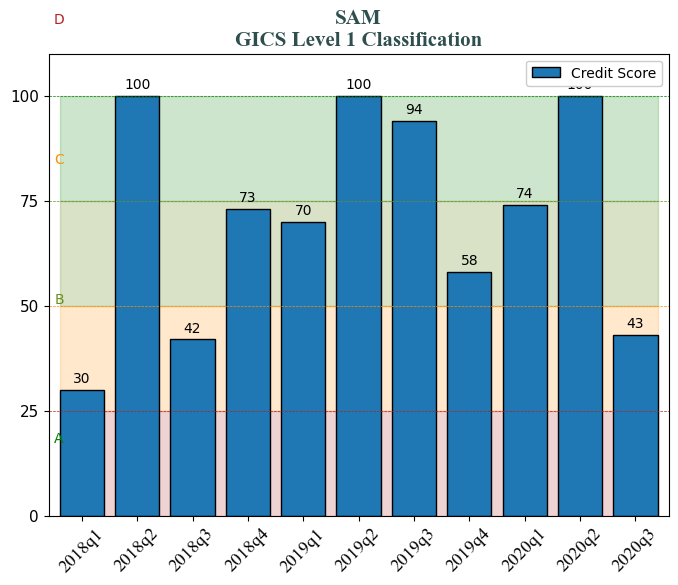 D
SAM
GICS Level 1 Classification
Credit Score
100
100
100
100
94
C
75
73
70
74
58
B
50
42
43
30
25
A
0
2018q1
2018q2
2018q3
2018q4
2019q1
2019q2
2019q3
2019q4
2020q1
2020q2
2020q3